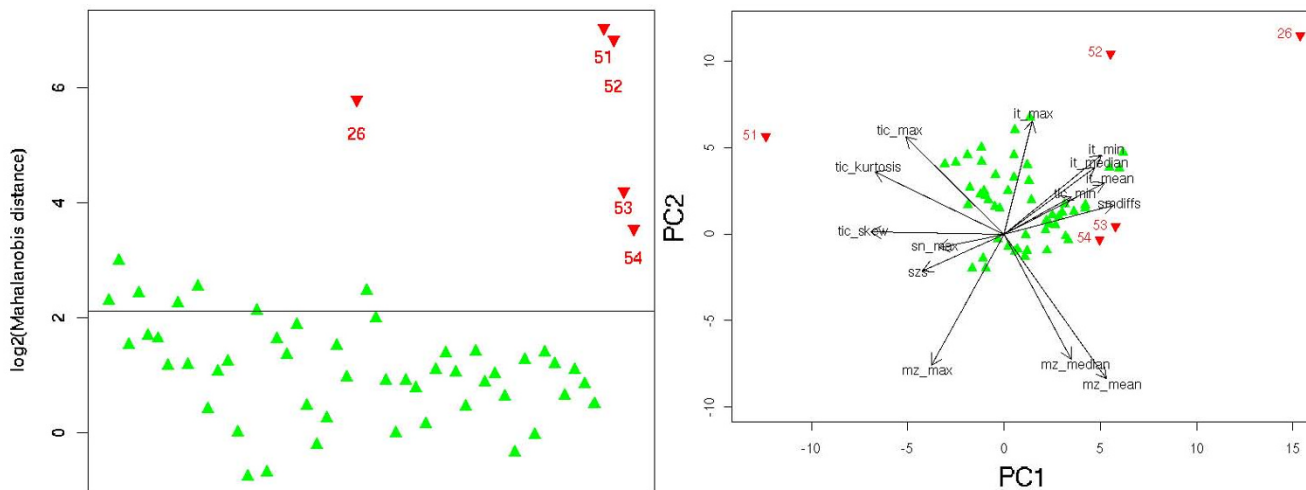 log2(Mahalanobis distance)
6
4
2
0
26
51
52
53
54
PC2
10
5
0
-5
-10
26
52
51
it_max
tic_max
it_min
it_median
tic_kurtosis
it_mean
tic_min
smdiffs
53
tic_skew
54
sn_max
szs
mz_max
mz_median
mz_mean
-10
-5
0
5
10
15
PC1